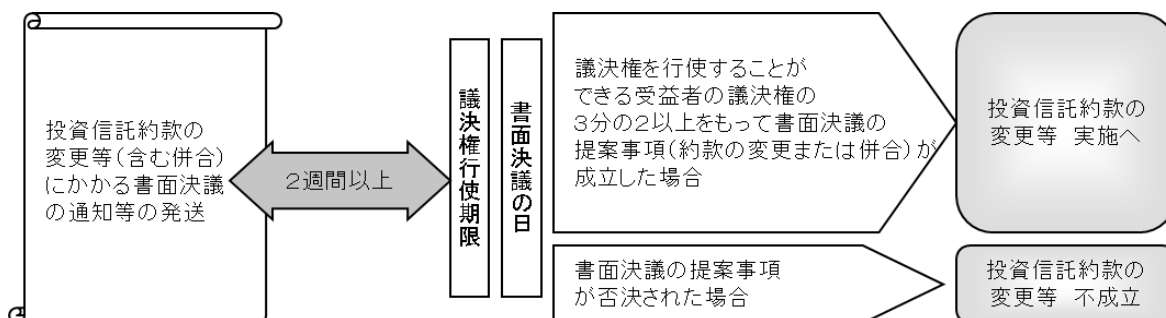 投資信託約款の
変更等（含む併合）
にかかる書面決議
の通知等の発送
２週間以上
議決権行使期限
書面決議の日
議決権を行使することが
できる受益者の議決権の
３分の２以上をもって書面決議の
提案事項（約款の変更または併合）が
成立した場合
投資信託約款の
変更等　実施へ
書面決議の提案事項
が否決された場合
投資信託約款の
変更等　不成立